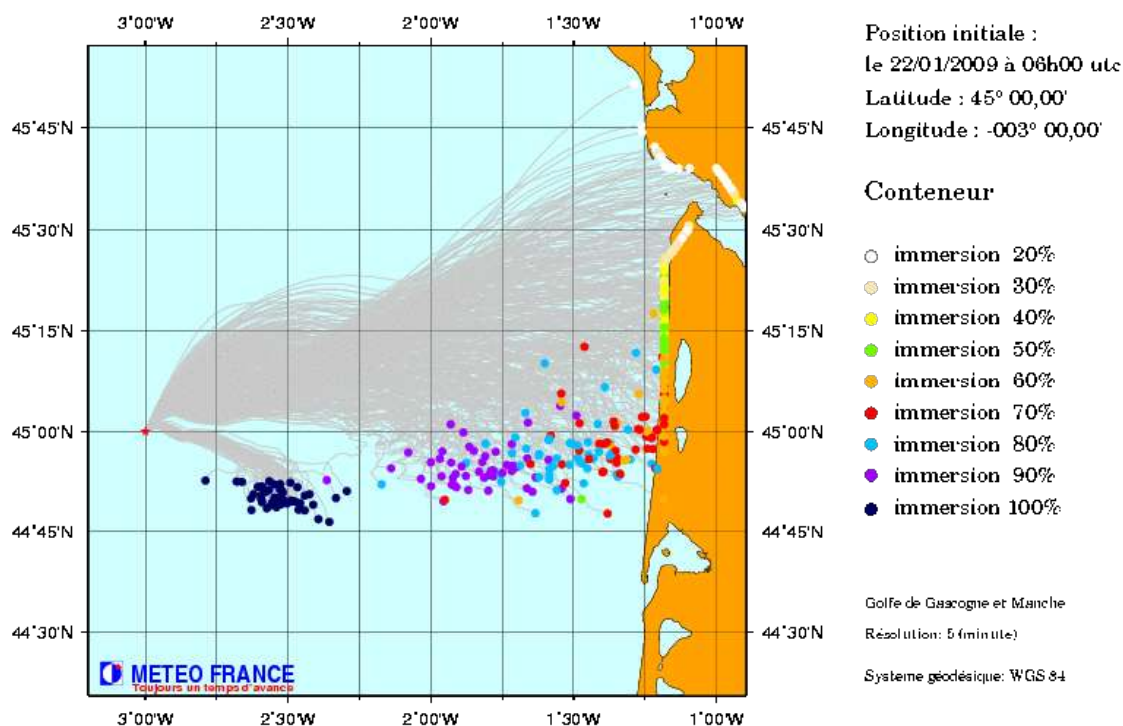 3°00'W 2°30'W 2°00'W 1°30'W 1°00'W
45°45'N 45°45'N
45°30'N 45°30'N
45°15'N 45°15'N
45°00'N 45°00'N
44°45'N 44°45'N
44°30'N 44°30'N
METEO FRANCE
Toujours un temps d'avance
3°00'W 2°30'W 2°00'W 1°30'W 1°00'W
Position initiale :
le 22/01/2009 à 06h00 utc
Latitude : 45° 00,00'
Longitude : -003° 00,00'
Conteneur
immersion 20%
immersion 30%
immersion 40%
immersion 50%
immersion 60%
immersion 70%
immersion 80%
immersion 90%
immersion 100%
Golfe de Gascogne et Manche
Résolution: 5 (minute)
Systeme géodésique: WGS 84